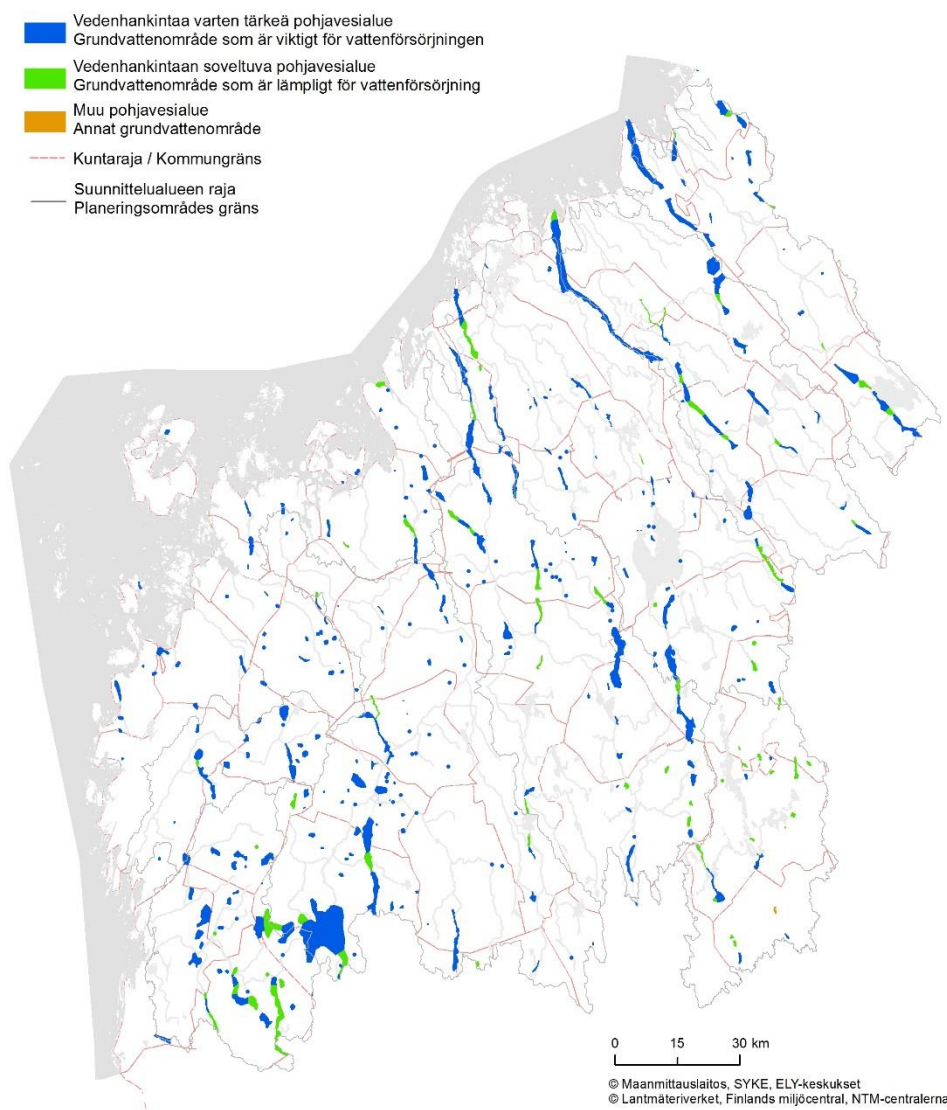 Vedenhankintaa varten tärkeä pohjavesialue
Grundvattenområde som är viktigt för vattenförsörjningen
Vedenhankintaan soveltuva pohjavesialue
Grundvattenområde som är lämpligt för vattenförsörjning
Muu pohjavesialue
Annat grundvattenområde
Kuntaraja / Kommungräns
Suunnittelualueen raja
Planeringsområdes gräns
0 15 30 km
© Maanmittauslaitos, SYKE, ELY-keskukset
© Lantmäteriverket, Finlands miljöcentral, NTM-centralerna